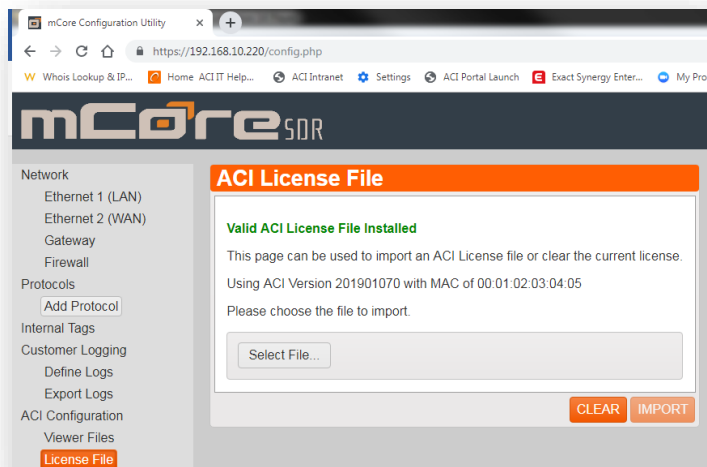 mCore Configuration Utility
https://192.168.10.220/config.php
Whois Lookup & IP... Home ACI IT Help... ACI Intranet Settings ACI Portal Launch Exact Synergy Enter... My Pro
mCore SDR
Network
Ethernet 1 (LAN)
Ethernet 2 (WAN)
Gateway
Firewall
Protocols
Add Protocol
Internal Tags
Customer Logging
Define Logs
Export Logs
ACI Configuration
Viewer Files
License File
ACI License File
Valid ACI License File Installed
This page can be used to import an ACI License file or clear the current license.
Using ACI Version 201901070 with MAC of 00:01:02:03:04:05
Please choose the file to import.
Select File...
CLEAR IMPORT